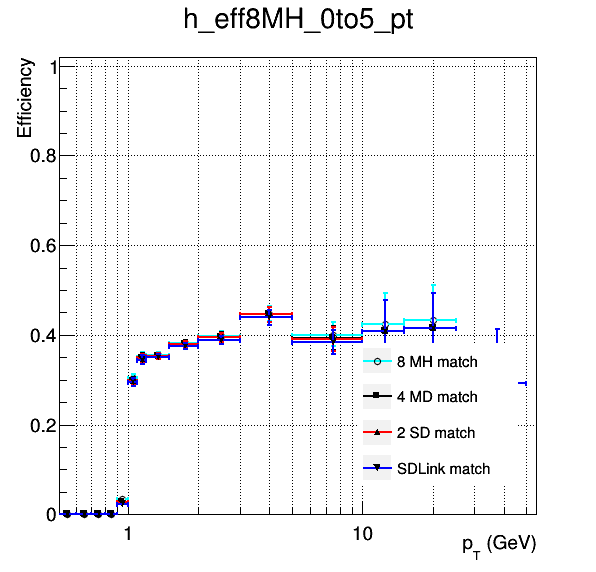 h_eff8MH_0to5_pt
Efficiency
1
0.8
0.6
0.4
0.2
0
8 MH match
4 MD match
2 SD match
SDLink match
1
10
p_T (GeV)